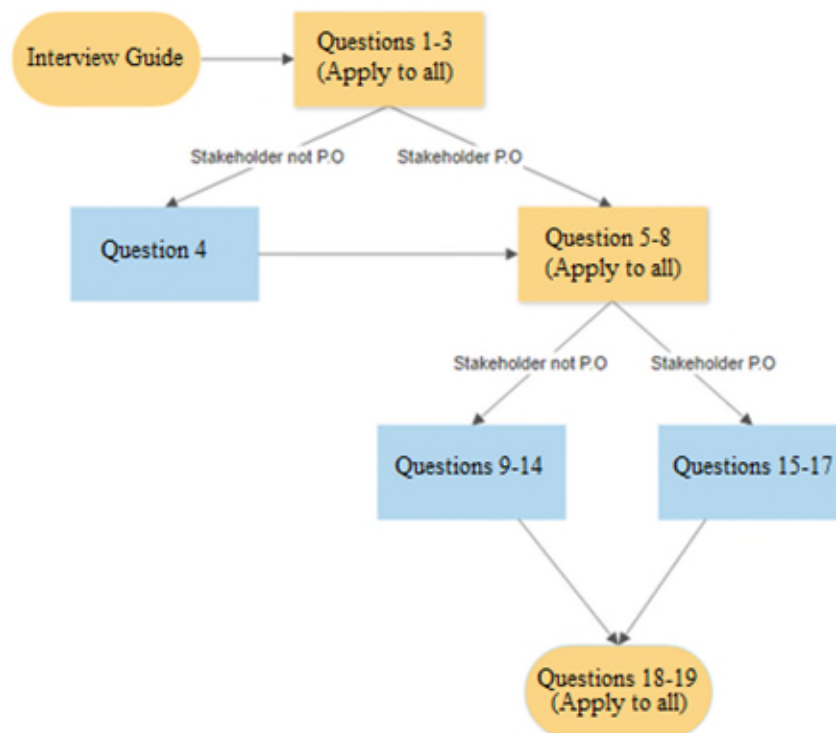 Interview Guide
Questions 1-3
(Apply to all)
Stakeholder not P.O
Stakeholder P.O
Question 4
Question 5-8
(Apply to all)
Stakeholder not P.O
Stakeholder P.O
Questions 9-14
Questions 15-17
Questions 18-19
(Apply to all)